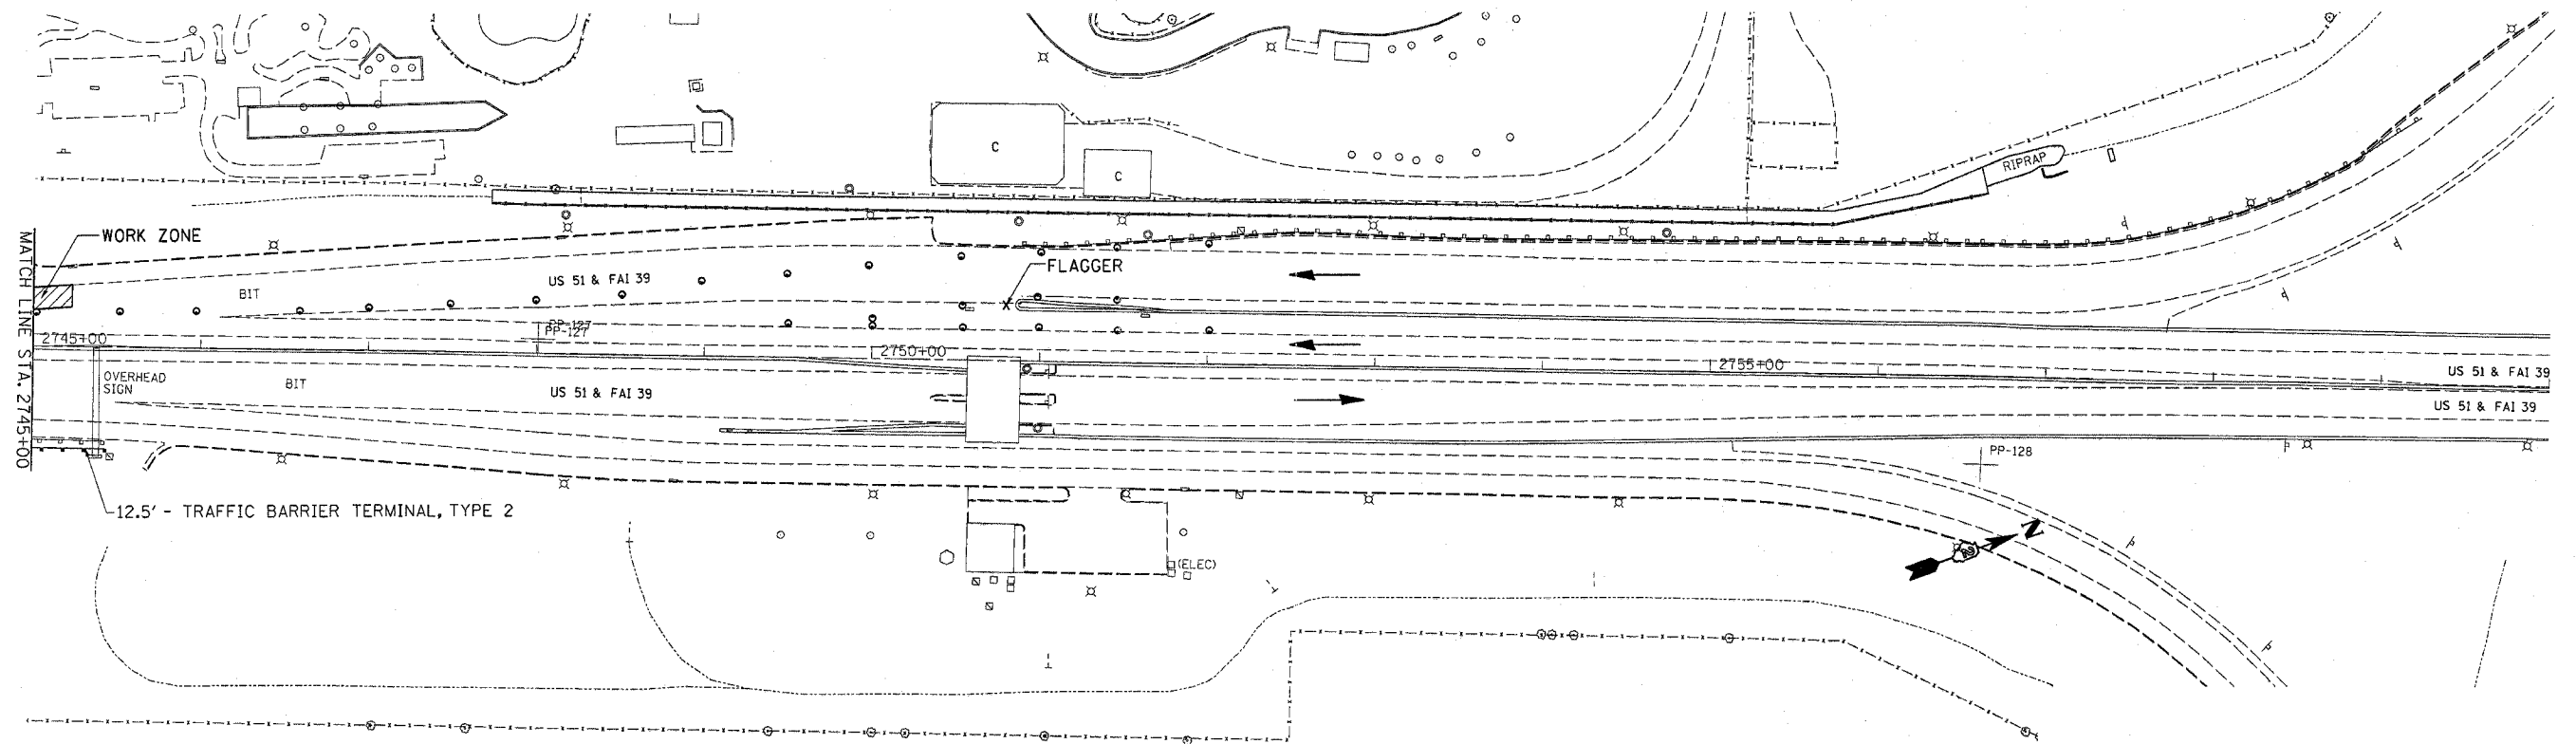 C
C
RIPRAP
WORK ZONE
MATCH LINE STA. 2745+00
FLAGGER
US 51 & FAI 39
BIT
PP-127
PP-127
2745+00
2750+00
2755+00
US 51 & FAI 39
OVERHEAD
SIGN
BIT
US 51 & FAI 39
US 51 & FAI 39
PP-128
12.5' - TRAFFIC BARRIER TERMINAL, TYPE 2
N
(ELEC)